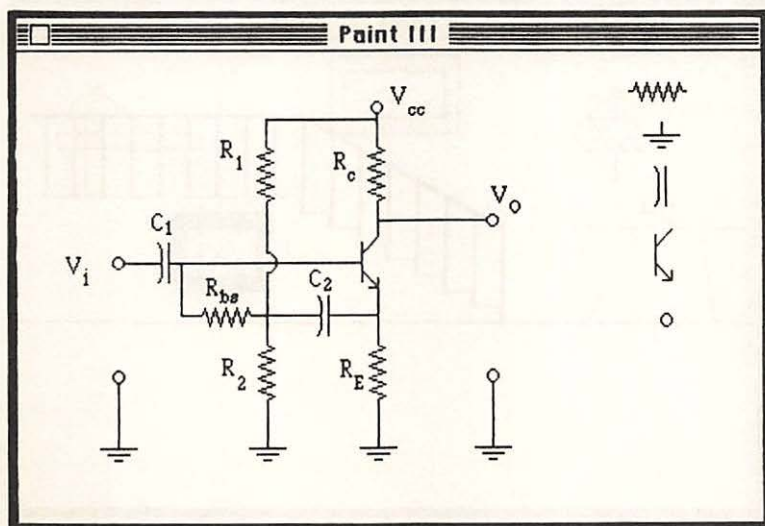 Paint III
Vcc
R1
Rc
Vo
C1
Vi
Rbs
C2
R2
RE